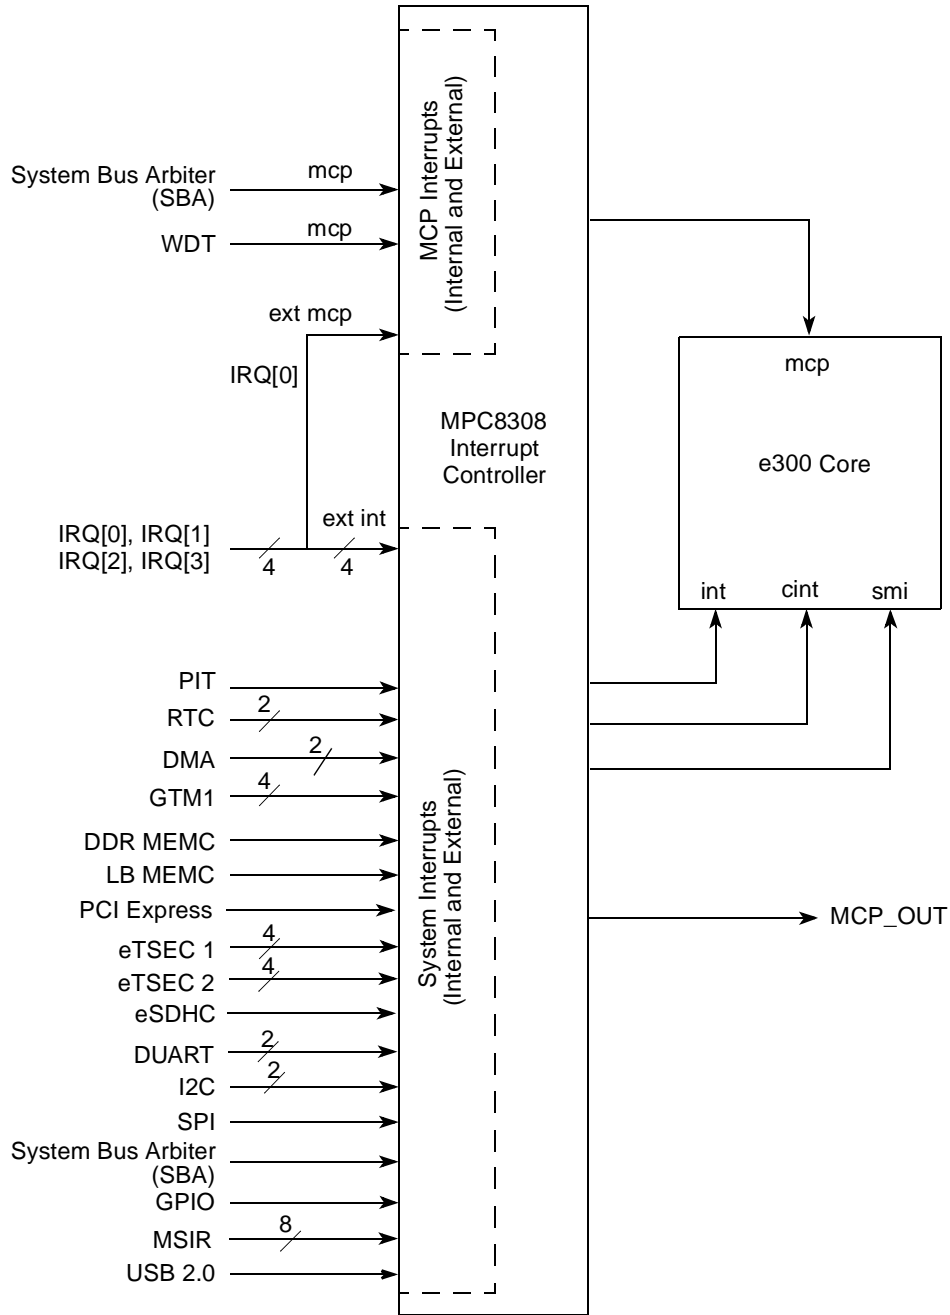 MCP Interrupts
(Internal and External)
System Bus Arbiter
(SBA)
mcp
WDT
mcp
ext mcp
IRQ[0]
mcp
e300 Core
int
cint
smi
MPC8308
Interrupt
Controller
IRQ[0], IRQ[1]
IRQ[2], IRQ[3]
4
ext int
4
PIT
RTC
2
DMA
2
GTM1
4
DDR MEMC
LB MEMC
PCI Express
eTSEC 1
4
eTSEC 2
4
eSDHC
DUART
2
I2C
2
SPI
System Bus Arbiter
(SBA)
GPIO
MSIR
8
USB 2.0
System Interrupts
(Internal and External)
MCP_OUT